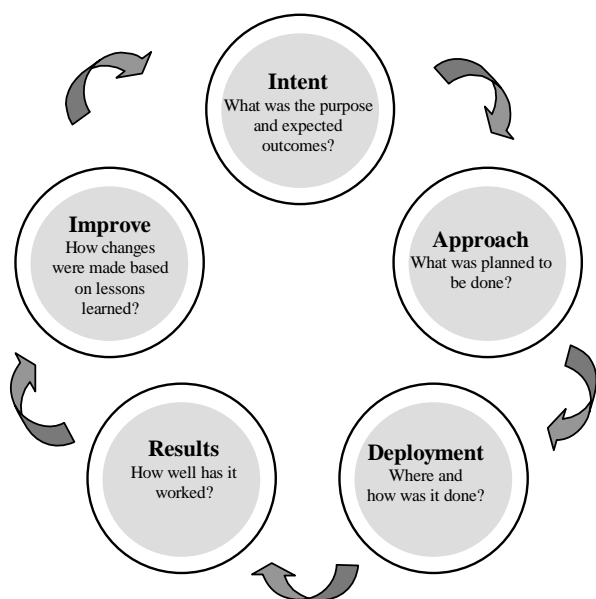 Intent
What was the purpose
and expected
outcomes?
Approach
What was planned to
be done?
Deployment
Where and
how was it done?
Results
How well has it
worked?
Improve
How changes
were made based
on lessons
learned?